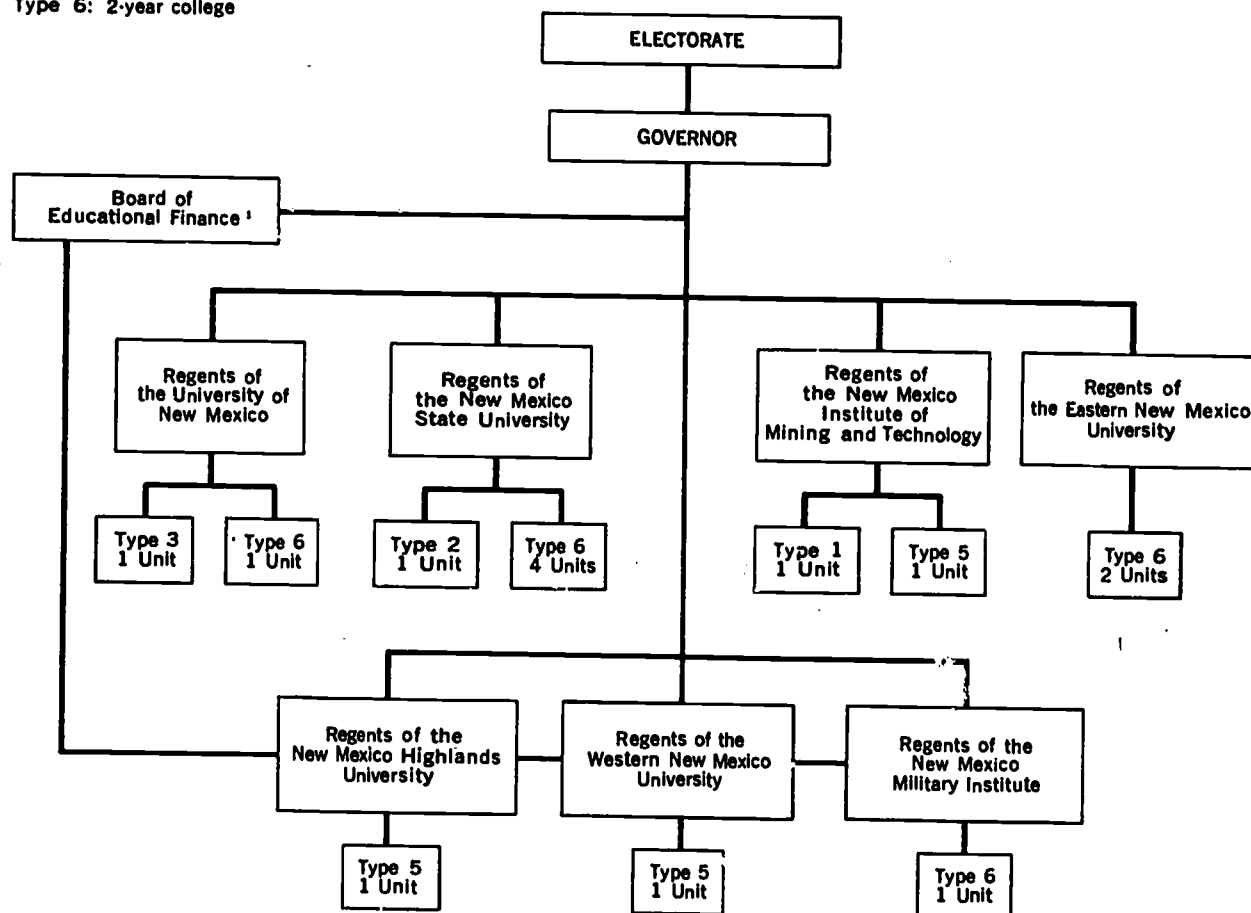 Type 6: 2-year college
ELECTORATE
GOVERNOR
Board of
Educational Finance ¹
Regents of
the University of
New Mexico
Regents of
the New Mexico
State University
Regents of
the New Mexico
Institute of
Mining and Technology
Regents of
the Eastern New Mexico
University
Type 3
1 Unit
Type 6
1 Unit
Type 2
1 Unit
Type 6
4 Units
Type 1
1 Unit
Type 5
1 Unit
Type 6
2 Units
Regents of the
New Mexico Highlands
University
Regents of the
Western New Mexico
University
Regents of the
New Mexico
Military Institute
Type 5
1 Unit
Type 5
1 Unit
Type 6
1 Unit